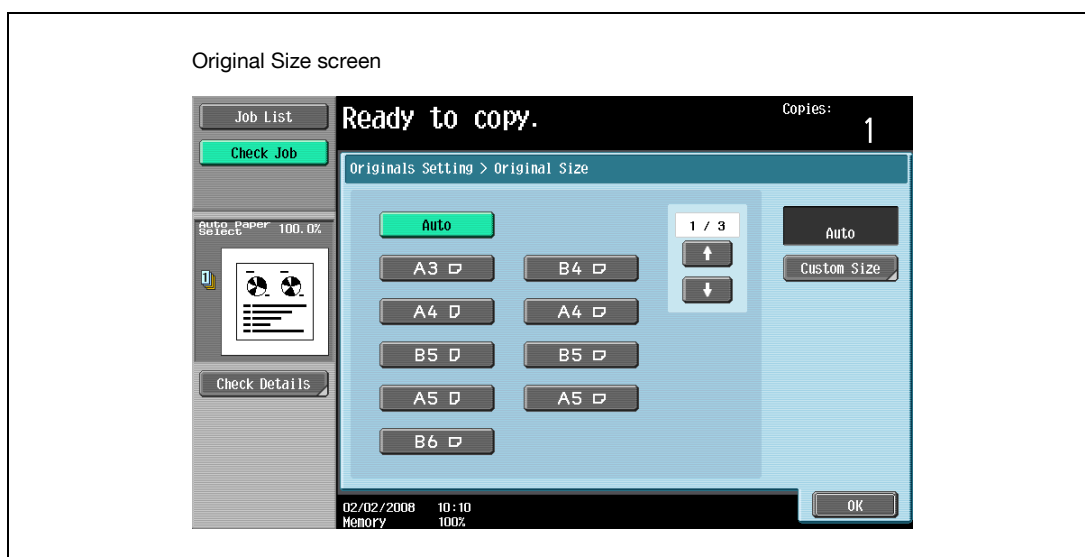 Original Size screen
Job List
Check Job
Ready to copy.
Copies:
1
Originals Setting > Original Size
Auto Paper
Select
100.0%
Check Details
Auto
A3
B4
A4
A4
B5
B5
A5
A5
B6
1 / 3
Auto
Custom Size
02/02/2008 10:10
Memory 100%
OK